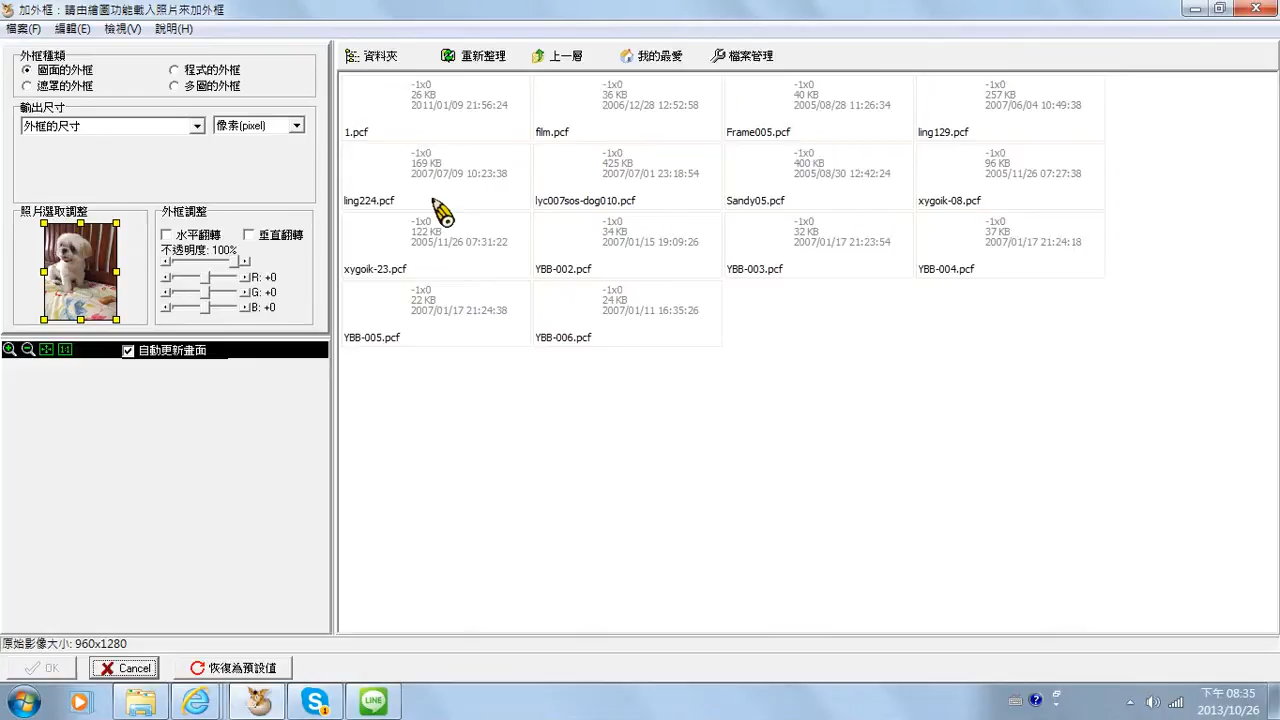 加外框：請由繪圖功能載入照片來加外框
檔案(F) 編輯(E) 檢視(V) 說明(H)
外框種類
圖面的外框 程式的外框
遮罩的外框 多圖的外框
輸出尺寸
外框的尺寸 像素(pixel)
照片選取調整
外框調整
水平翻轉 垂直翻轉
不透明度: 100%
R: +0
G: +0
B: +0
1:1
自動更新畫面
資料夾 重新整理 上一層 我的最愛 檔案管理
-1x0
26 KB
2011/01/09 21:56:24
1.pcf
-1x0
36 KB
2006/12/28 12:52:58
film.pcf
-1x0
40 KB
2005/08/28 11:26:34
Frame005.pcf
-1x0
257 KB
2007/06/04 10:49:38
ling129.pcf
-1x0
169 KB
2007/07/09 10:23:38
ling224.pcf
-1x0
425 KB
2007/07/01 23:18:54
lyc007sos-dog010.pcf
-1x0
400 KB
2005/08/30 12:42:24
Sandy05.pcf
-1x0
96 KB
2005/11/26 07:27:38
xygoik-08.pcf
-1x0
122 KB
2005/11/26 07:31:22
xygoik-23.pcf
-1x0
34 KB
2007/01/15 19:09:26
YBB-002.pcf
-1x0
32 KB
2007/01/17 21:23:54
YBB-003.pcf
-1x0
37 KB
2007/01/17 21:24:18
YBB-004.pcf
-1x0
22 KB
2007/01/17 21:24:38
YBB-005.pcf
-1x0
24 KB
2007/01/11 16:35:26
YBB-006.pcf
原始影像大小: 960x1280
OK Cancel 恢復為預設值
LINE
下午 08:35
2013/10/26